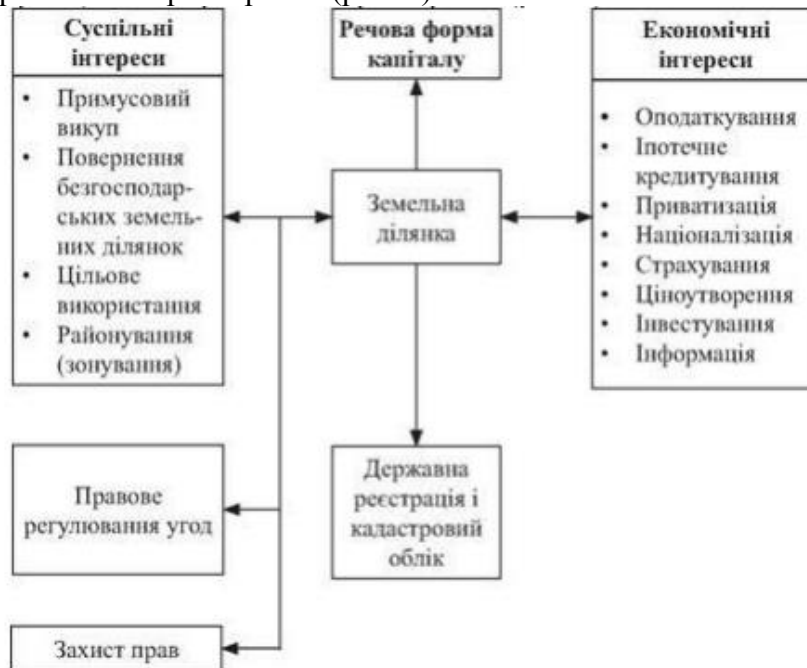 Суспільні
інтереси
• Примусовий
викуп
• Повернення
безгосподар-
ських земель-
них ділянок
• Цільове
використання
• Районування
(зонування)
Речова форма
капіталу
Економічні
інтереси
• Оподаткування
• Іпотечне
кредитування
• Приватизація
• Націоналізація
• Страхування
• Ціноутворення
• Інвестування
• Інформація
Земельна
ділянка
Правове
регулювання угод
Державна
реєстрація і
кадастровий
облік
Захист прав